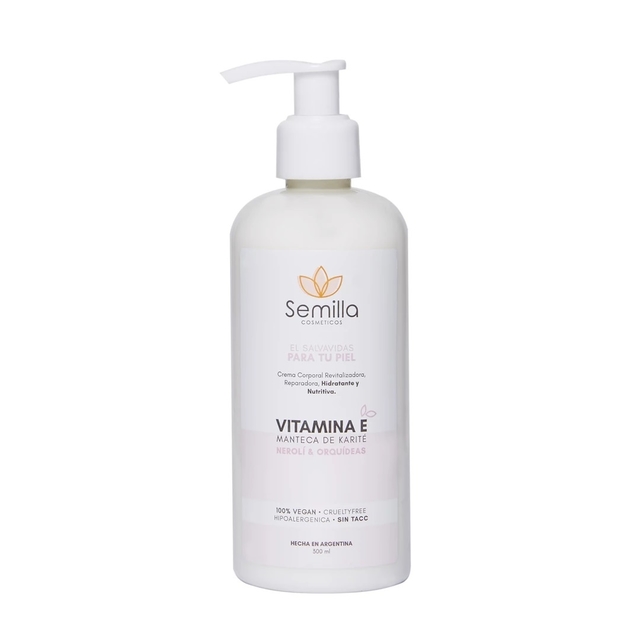 Semilla
COSMETICOS
EL SALVAVIDAS
PARA TU PIEL
Crema Corporal Revitalizadora,
Reparadora, Hidratante y
Nutritiva.
VITAMINA E
MANTECA DE KARITÉ
NEROLÍ & ORQUÍDEAS
100% VEGAN • CRUELTYFREE
HIPOALERGENICA • SIN TACC
HECHA EN ARGENTINA
300 ml